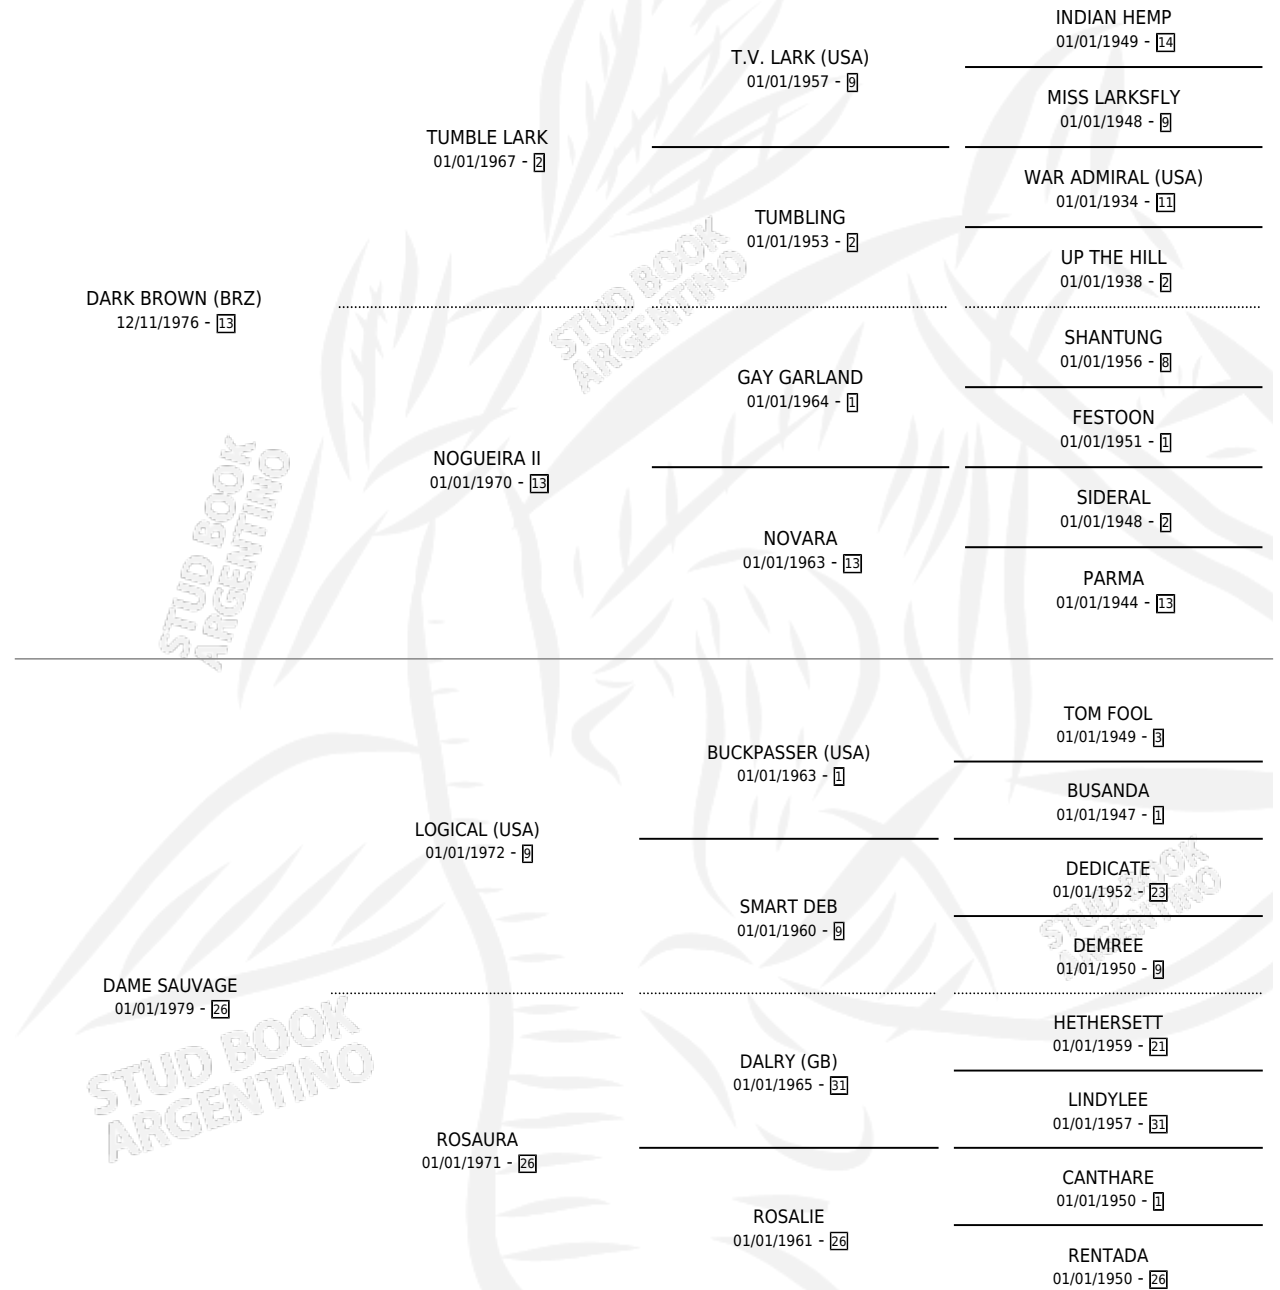 INDIAN HEMP
01/01/1949 - 14
T.V. LARK (USA)
01/01/1957 - 9
MISS LARKSFLY
01/01/1948 - 9
TUMBLE LARK
01/01/1967 - 2
WAR ADMIRAL (USA)
01/01/1934 - 11
TUMBLING
01/01/1953 - 2
UP THE HILL
01/01/1938 - 2
DARK BROWN (BRZ)
12/11/1976 - 13
SHANTUNG
01/01/1956 - 8
GAY GARLAND
01/01/1964 - 1
FESTOON
01/01/1951 - 1
NOGUEIRA II
01/01/1970 - 13
SIDERAL
01/01/1948 - 2
NOVARA
01/01/1963 - 13
PARMA
01/01/1944 - 13
TOM FOOL
01/01/1949 - 3
BUCKPASSER (USA)
01/01/1963 - 1
BUSANDA
01/01/1947 - 1
LOGICAL (USA)
01/01/1972 - 9
DEDICATE
01/01/1952 - 23
SMART DEB
01/01/1960 - 9
DEMREE
01/01/1950 - 9
DAME SAUVAGE
01/01/1979 - 26
HETHERSETT
01/01/1959 - 21
DALRY (GB)
01/01/1965 - 31
LINDYLEE
01/01/1957 - 31
ROSAURA
01/01/1971 - 26
CANTHARE
01/01/1950 - 1
ROSALIE
01/01/1961 - 26
RENTADA
01/01/1950 - 26
STUD BOOK
ARGENTINO
STUD BOOK
ARGENTINO
STUD BOOK
ARGENTINO
STUD BOOK
ARGENTINO